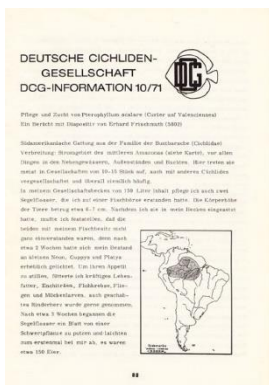 DEUTSCHE CICHLIDEN-
GESELLSCHAFT
DCG-INFORMATION 10/71
DCG
Pflege und Zucht von Pterophyllum scalare (Cuvier auf Valenciennes)
Ein Bericht mit Diapositiv von Erhard Frischmuth (5600)
Südamerikanische Gattung aus der Familie der Buntbarsche (Cichlidae)
Verbreitung: Stromgebiet des mittleren Amazonas (siehe Karte), vor allen
Dingen in den Nebengewässern, Außenständen und Buchten. Hier treten sie
meist in Gesellschaften von 10-15 Stück auf, auch mit anderen Cichliden
vergesellschaftet und überall ziemlich häufig.
In meinem Gesellschaftsbecken von 150 Liter Inhalt pflege ich auch zwei
Segelflosser, die ich auf einer Fischbörse erstanden hatte. Die Körperhöhe
der Tiere betrug etwa 6-7 cm. Nachdem ich sie in mein Becken eingesetzt
hatte, mußte ich feststellen, daß die
beiden mit meinem Fischbesatz nicht
ganz einverstanden waren, denn nach
etwa 2 Wochen hatte sich mein Bestand
an kleinen Neon, Guppys und Platys
erheblich gelichtet. Um ihren Appetit
zu stillen, fütterte ich kräftiges Lebend-
futter, Enchyträen, Flohkrebse, Flie-
gen und Mückenlarven, auch geschab-
tes Rinderherz wurde gerne genommen.
Nach etwa 3 Wochen begannen die
Segelflosser ein Blatt von einer
Schwertpflanze zu putzen und laichten
zum erstenmal bei mir ab, es waren
etwa 350 Eier.